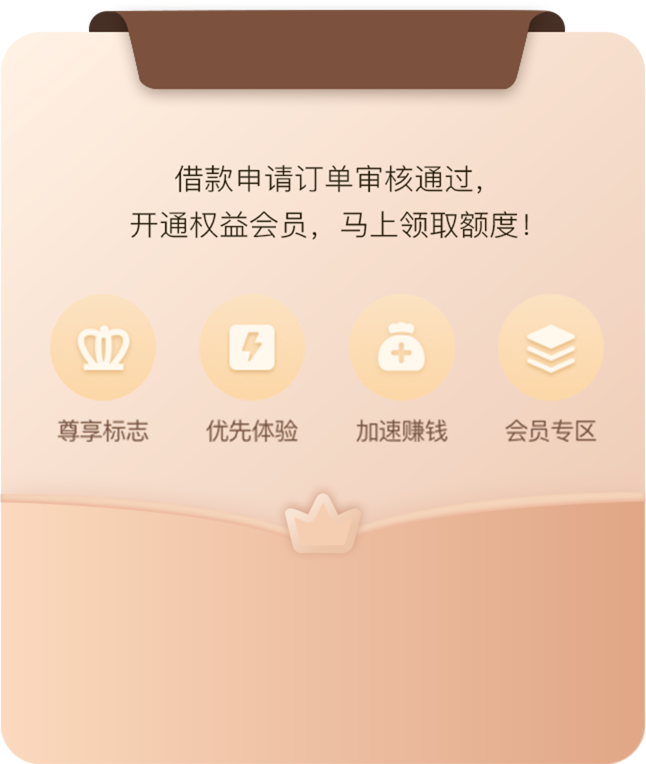 借款申请订单审核通过，
开通权益会员，马上领取额度！
尊享标志 优先体验 加速赚钱 会员专区